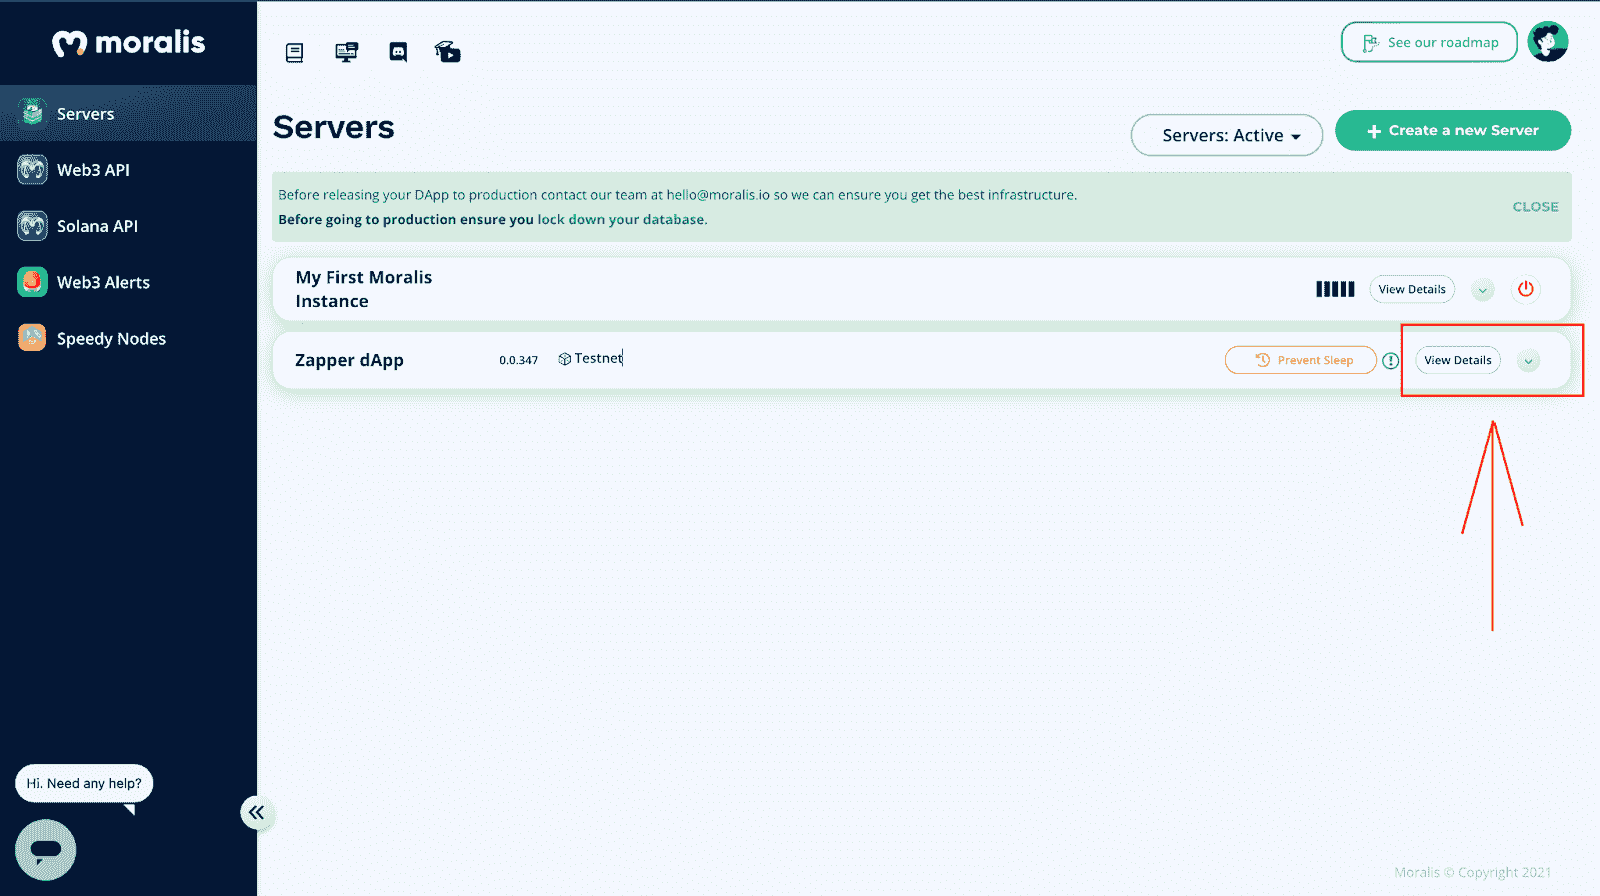 moralis
See our roadmap
Servers
Servers
Servers: Active
+ Create a new Server
Web3 API
Before releasing your DApp to production contact our team at hello@moralis.io so we can ensure you get the best infrastructure.
Before going to production ensure you lock down your database.
CLOSE
Solana API
Web3 Alerts
My First Moralis
Instance
View Details
Speedy Nodes
Zapper dApp
0.0.347
Testnet
Prevent Sleep
View Details
Hi. Need any help?
Moralis © Copyright 2021